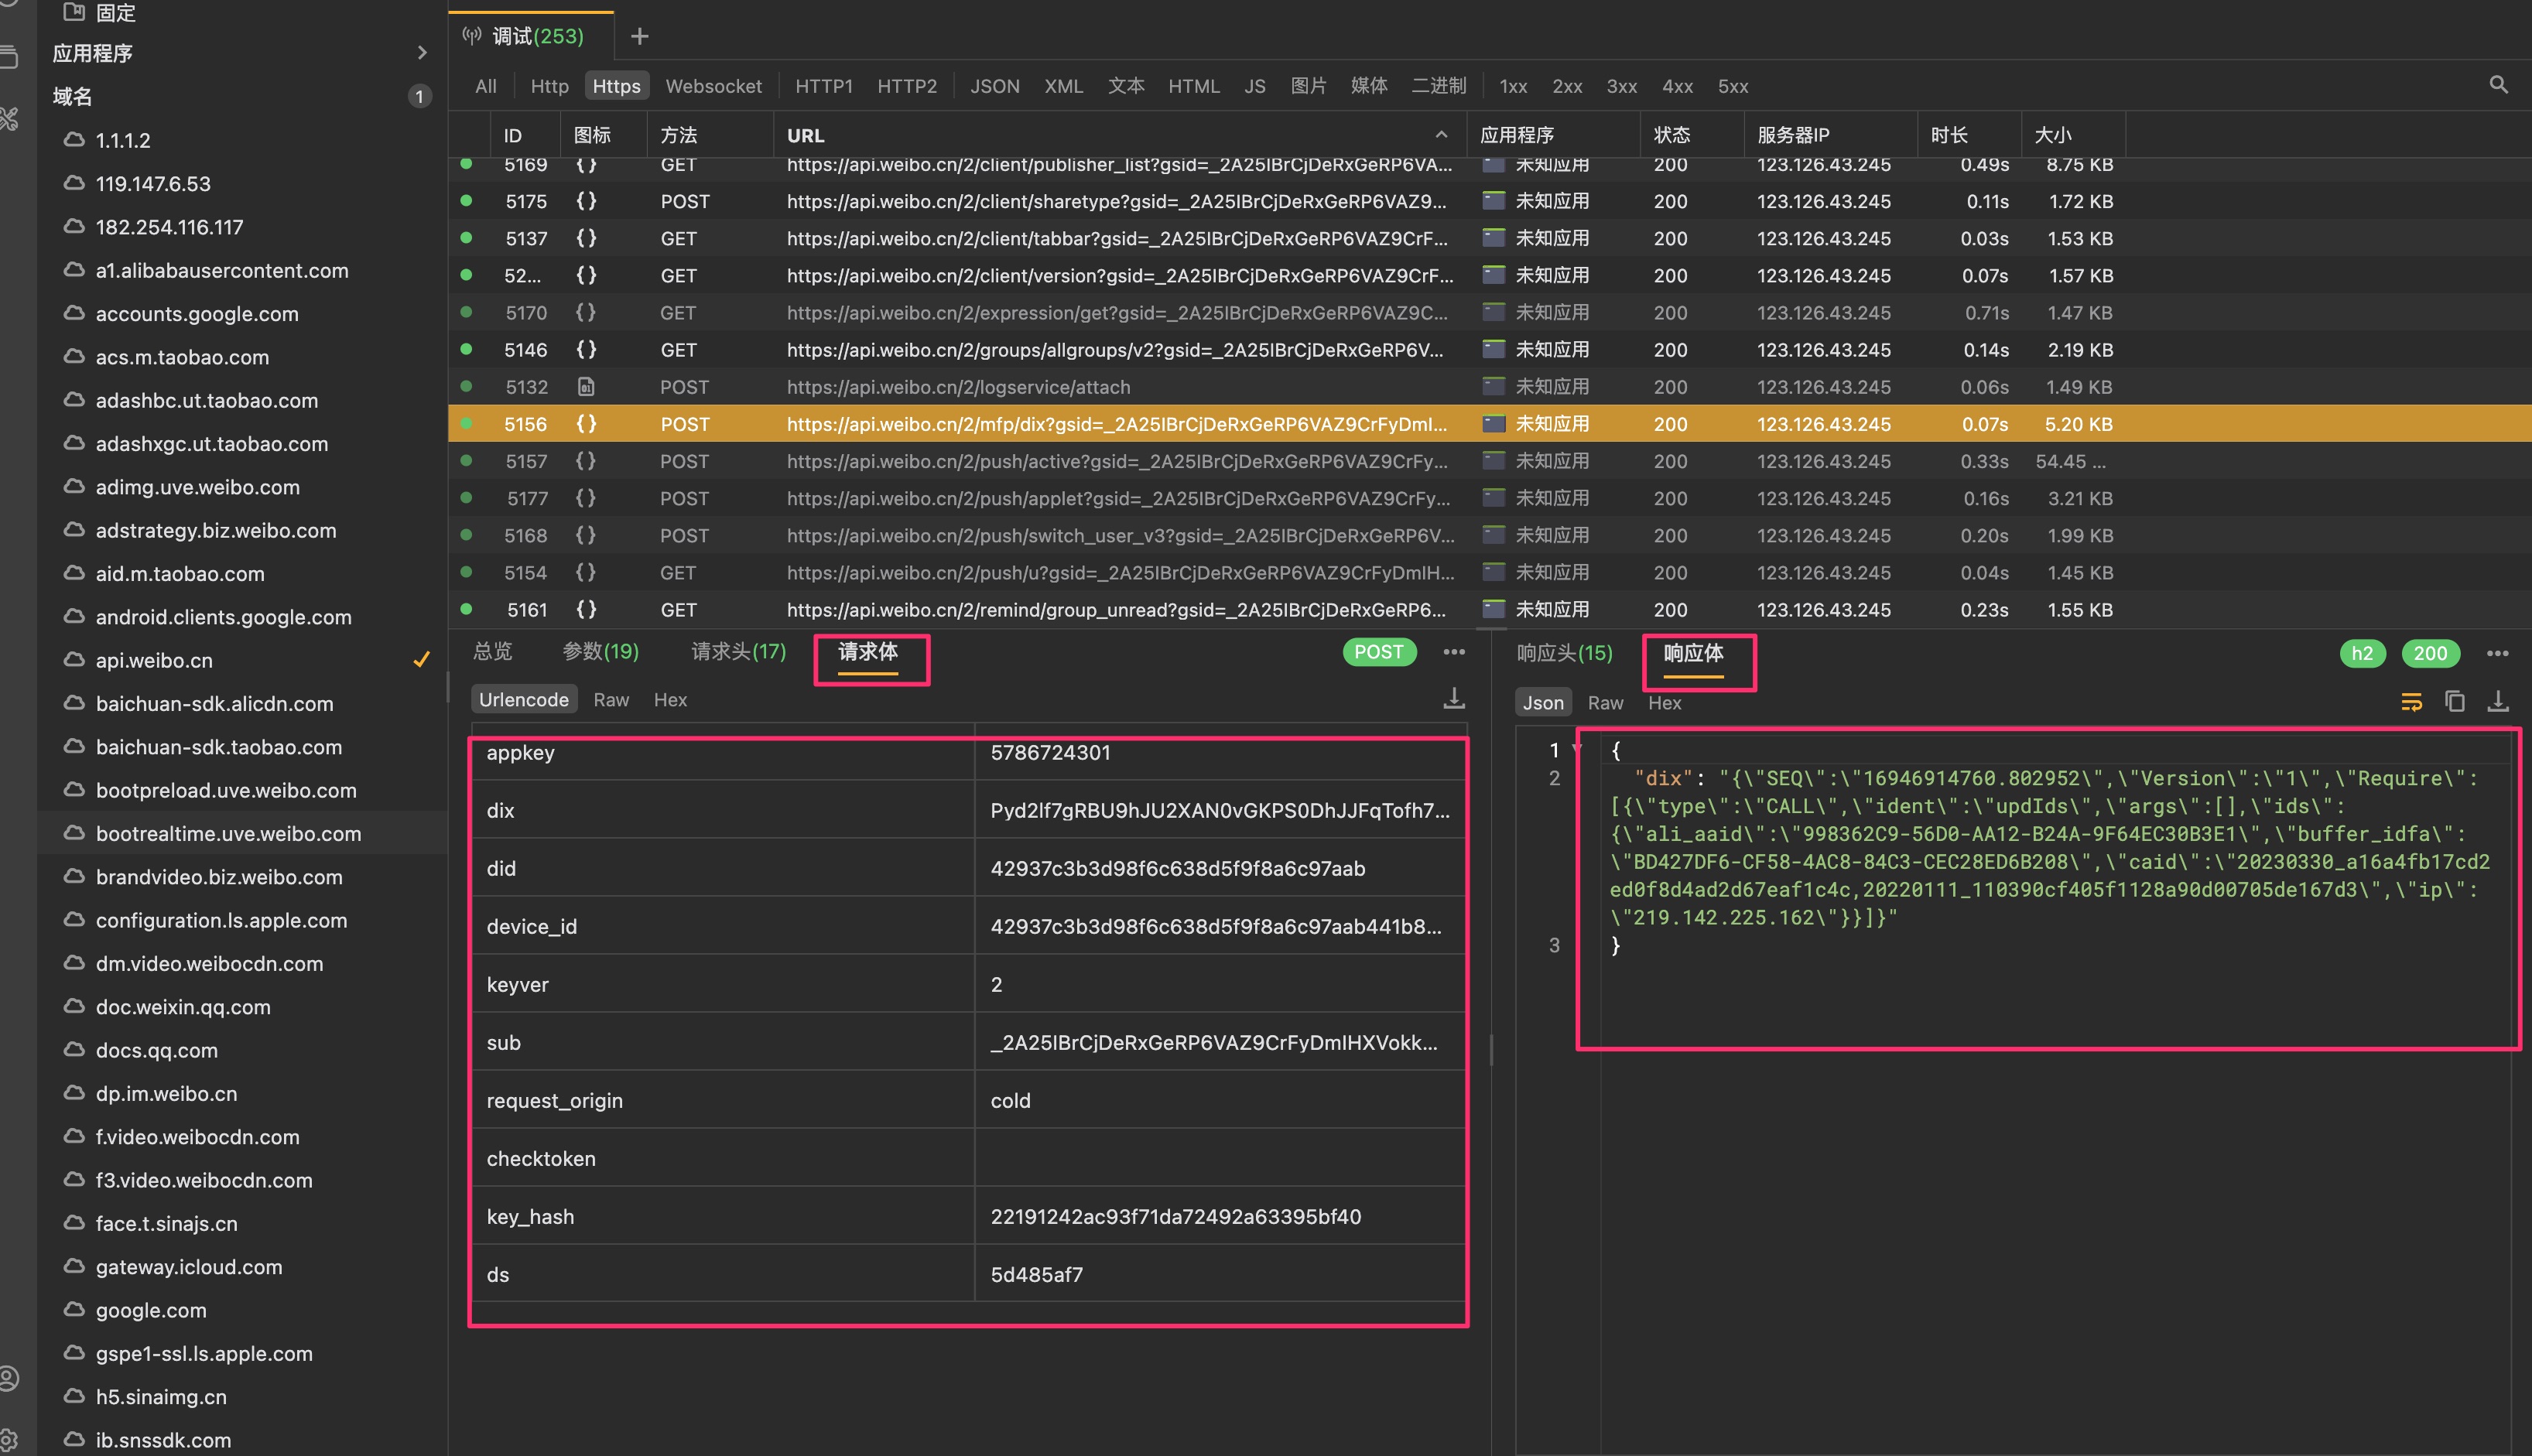 固定
应用程序
域名 1
1.1.1.2
119.147.6.53
182.254.116.117
a1.alibabausercontent.com
accounts.google.com
acs.m.taobao.com
adashbc.ut.taobao.com
adashxgc.ut.taobao.com
adimg.uve.weibo.com
adstrategy.biz.weibo.com
aid.m.taobao.com
android.clients.google.com
api.weibo.cn
baichuan-sdk.alicdn.com
baichuan-sdk.taobao.com
bootpreload.uve.weibo.com
bootrealtime.uve.weibo.com
brandvideo.biz.weibo.com
configuration.ls.apple.com
dm.video.weibocdn.com
doc.weixin.qq.com
docs.qq.com
dp.im.weibo.cn
f.video.weibocdn.com
f3.video.weibocdn.com
face.t.sinajs.cn
gateway.icloud.com
google.com
gspe1-ssl.ls.apple.com
h5.sinaimg.cn
ib.snssdk.com
调试(253)
All Http Https Websocket HTTP1 HTTP2 JSON XML 文本 HTML JS 图片 媒体 二进制 1xx 2xx 3xx 4xx 5xx
ID 图标 方法 URL 应用程序 状态 服务器IP 时长 大小
5169 {} GET https://api.weibo.cn/2/client/publisher_list?gsid=_2A25IBrCjDeRxGeRP6VA... 未知应用 200 123.126.43.245 0.49s 8.75 KB
5175 {} POST https://api.weibo.cn/2/client/sharetype?gsid=_2A25IBrCjDeRxGeRP6VAZ9... 未知应用 200 123.126.43.245 0.11s 1.72 KB
5137 {} GET https://api.weibo.cn/2/client/tabbar?gsid=_2A25IBrCjDeRxGeRP6VAZ9CrF... 未知应用 200 123.126.43.245 0.03s 1.53 KB
52... {} GET https://api.weibo.cn/2/client/version?gsid=_2A25IBrCjDeRxGeRP6VAZ9CrF... 未知应用 200 123.126.43.245 0.07s 1.57 KB
5170 {} GET https://api.weibo.cn/2/expression/get?gsid=_2A25IBrCjDeRxGeRP6VAZ9C... 未知应用 200 123.126.43.245 0.71s 1.47 KB
5146 {} GET https://api.weibo.cn/2/groups/allgroups/v2?gsid=_2A25IBrCjDeRxGeRP6V... 未知应用 200 123.126.43.245 0.14s 2.19 KB
5132 POST https://api.weibo.cn/2/logservice/attach 未知应用 200 123.126.43.245 0.06s 1.49 KB
5156 {} POST https://api.weibo.cn/2/mfp/dix?gsid=_2A25IBrCjDeRxGeRP6VAZ9CrFyDmI... 未知应用 200 123.126.43.245 0.07s 5.20 KB
5157 {} POST https://api.weibo.cn/2/push/active?gsid=_2A25IBrCjDeRxGeRP6VAZ9CrFy... 未知应用 200 123.126.43.245 0.33s 54.45 ...
5177 {} POST https://api.weibo.cn/2/push/applet?gsid=_2A25IBrCjDeRxGeRP6VAZ9CrFy... 未知应用 200 123.126.43.245 0.16s 3.21 KB
5168 {} POST https://api.weibo.cn/2/push/switch_user_v3?gsid=_2A25IBrCjDeRxGeRP6V... 未知应用 200 123.126.43.245 0.20s 1.99 KB
5154 {} GET https://api.weibo.cn/2/push/u?gsid=_2A25IBrCjDeRxGeRP6VAZ9CrFyDmIH... 未知应用 200 123.126.43.245 0.04s 1.45 KB
5161 {} GET https://api.weibo.cn/2/remind/group_unread?gsid=_2A25IBrCjDeRxGeRP6... 未知应用 200 123.126.43.245 0.23s 1.55 KB
总览 参数(19) 请求头(17) 请求体 POST
Urlencode Raw Hex
appkey 5786724301
dix Pyd2lf7gRBU9hJU2XAN0vGKPS0DhJJFqTofh7...
did 42937c3b3d98f6c638d5f9f8a6c97aab
device_id 42937c3b3d98f6c638d5f9f8a6c97aab441b8...
keyver 2
sub _2A25IBrCjDeRxGeRP6VAZ9CrFyDmIHXVokk...
request_origin cold
checktoken
key_hash 22191242ac93f71da72492a63395bf40
ds 5d485af7
响应头(15) 响应体 h2 200
Json Raw Hex
1 {
2 "dix": "{\"SEQ\":\"16946914760.802952\",\"Version\":\"1\",\"Require\":
[{\"type\":\"CALL\",\"ident\":\"updIds\",\"args\":[],\"ids\":
{\"ali_aaid\":\"998362C9-56D0-AA12-B24A-9F64EC30B3E1\",\"buffer_idfa\":
\"BD427DF6-CF58-4AC8-84C3-CEC28ED6B208\",\"caid\":\"20230330_a16a4fb17cd2
ed0f8d4ad2d67eaf1c4c,20220111_110390cf405f1128a90d00705de167d3\",\"ip\":
\"219.142.225.162\"}}]}"
3 }